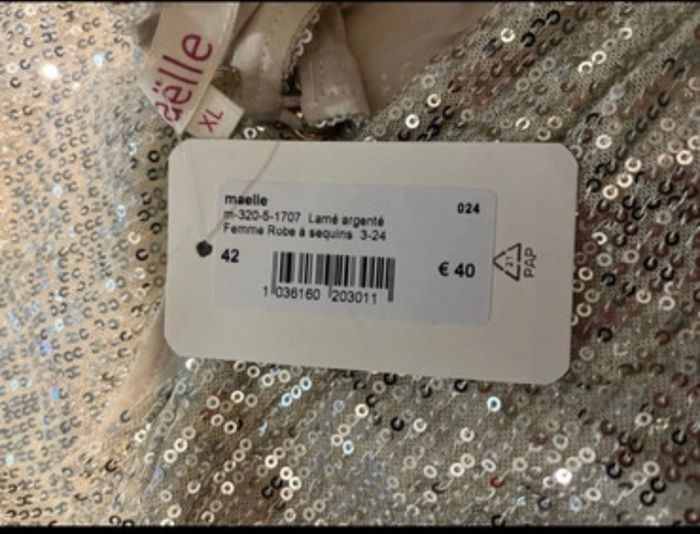 aëlle
XL
maelle
024
m-320-5-1707 Lamé argenté
Femme Robe à sequins 3-24
42
€ 40
1 036160 203011
21
PAP